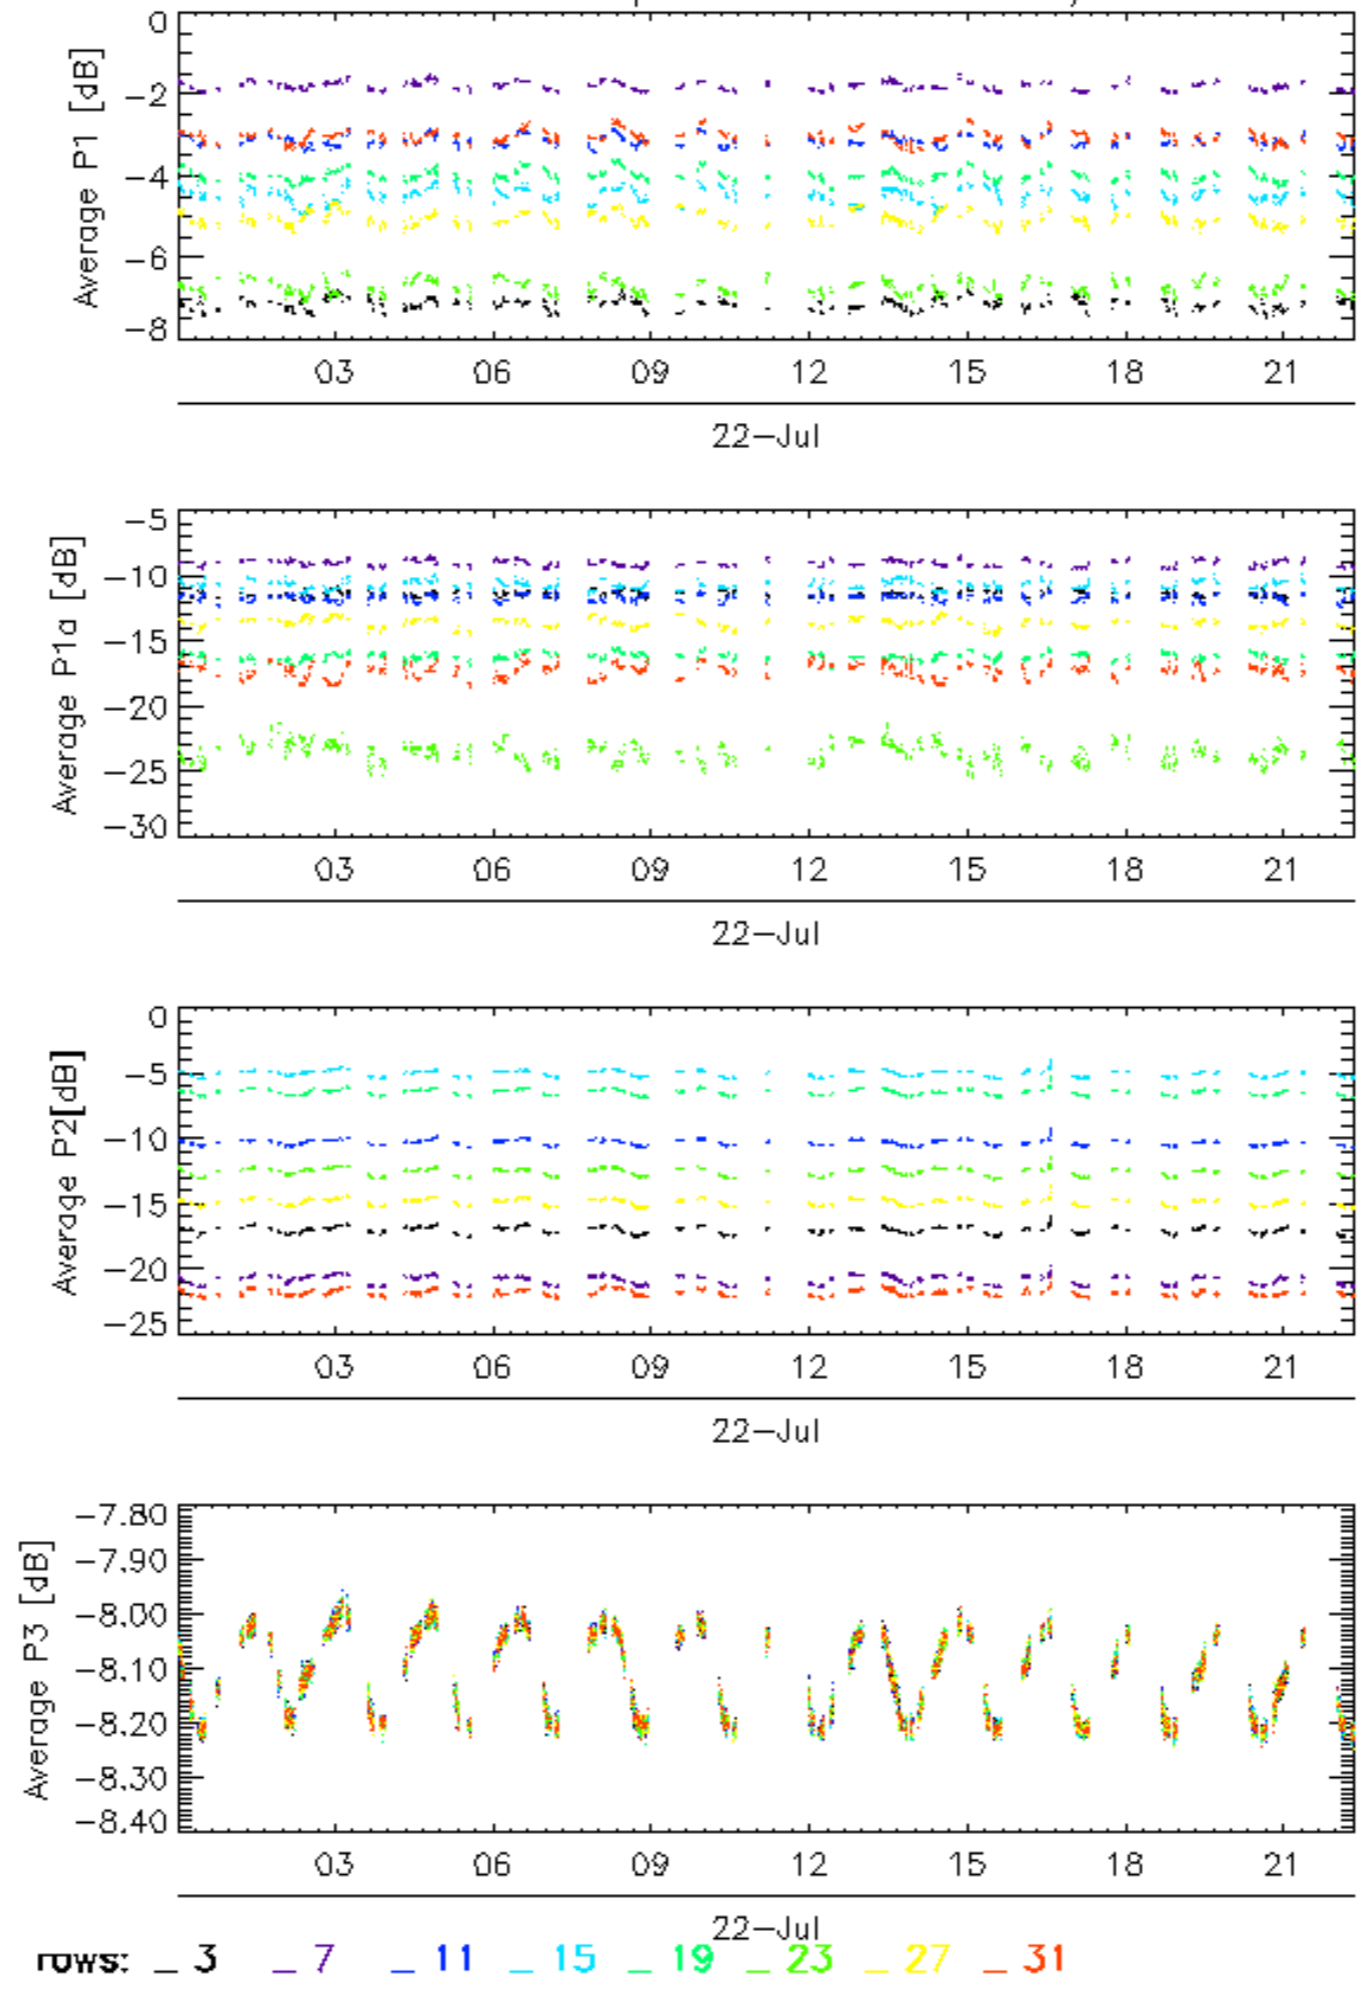 0
−2
−4
−6
−8
Average P1 [dB]
03 06 09 12 15 18 21
22−Jul
−5
−10
−15
−20
−25
−30
Average P1a [dB]
03 06 09 12 15 18 21
22−Jul
0
−5
−10
−15
−20
−25
Average P2[dB]
03 06 09 12 15 18 21
22−Jul
−7.80
−7.90
−8.00
−8.10
−8.20
−8.30
−8.40
Average P3 [dB]
03 06 09 12 15 18 21
22−Jul
rows: _ 3 _ 7 _ 11 _ 15 _ 19 _ 23 _ 27 _ 31